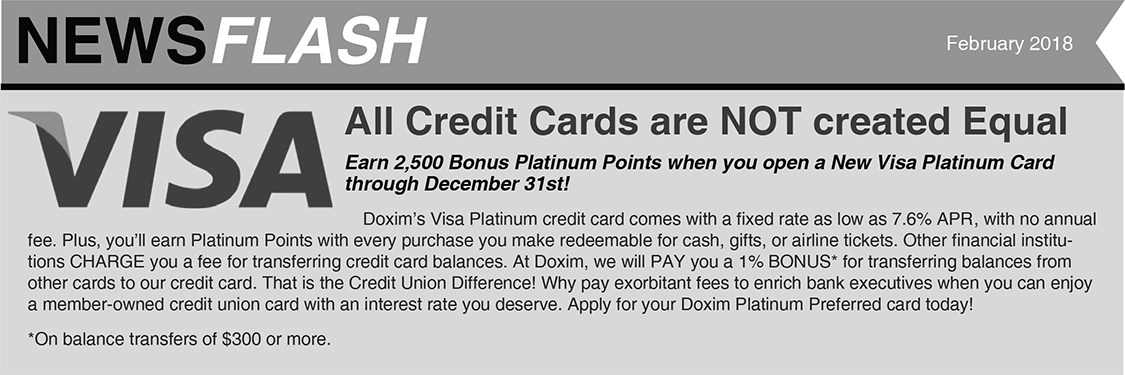 NEWSFLASH
February 2018
VISA
All Credit Cards are NOT created Equal
Earn 2,500 Bonus Platinum Points when you open a New Visa Platinum Card
through December 31st!
Doxim's Visa Platinum credit card comes with a fixed rate as low as 7.6% APR, with no annual
fee. Plus, you'll earn Platinum Points with every purchase you make redeemable for cash, gifts, or airline tickets. Other financial institu-
tions CHARGE you a fee for transferring credit card balances. At Doxim, we will PAY you a 1% BONUS* for transferring balances from
other cards to our credit card. That is the Credit Union Difference! Why pay exorbitant fees to enrich bank executives when you can enjoy
a member-owned credit union card with an interest rate you deserve. Apply for your Doxim Platinum Preferred card today!
*On balance transfers of $300 or more.